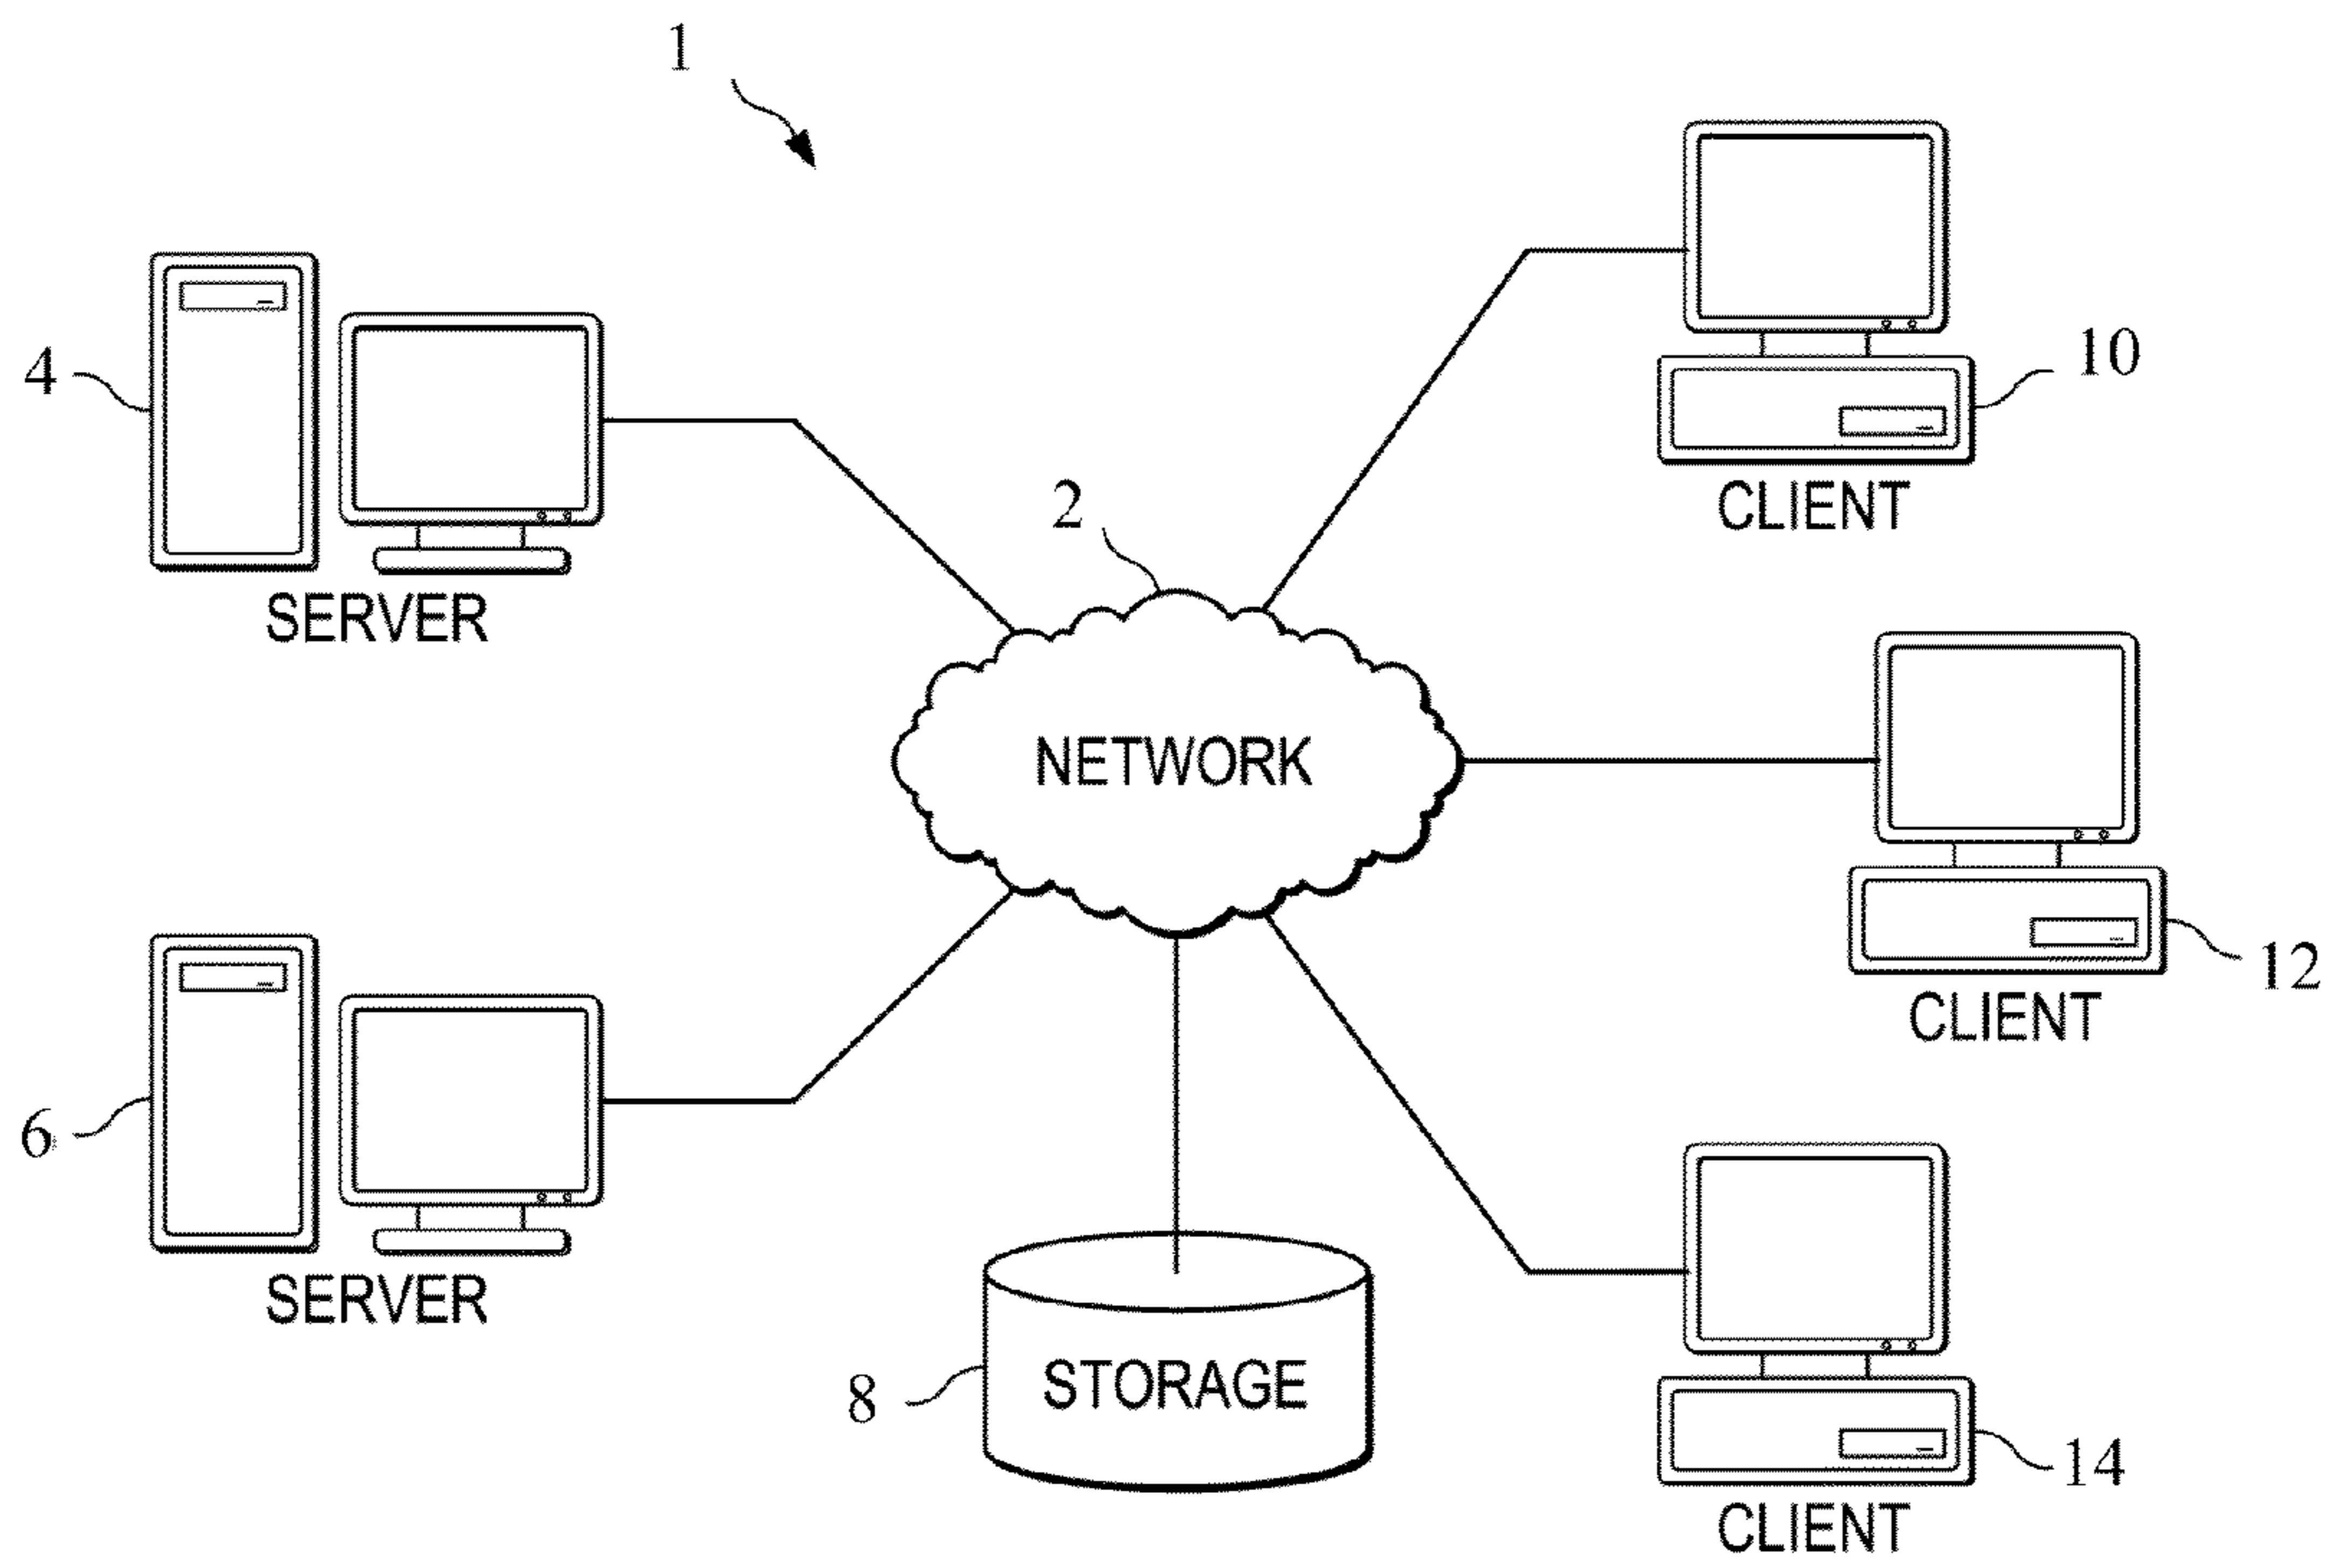 1
4
SERVER
10
CLIENT
2
NETWORK
12
CLIENT
6
SERVER
8
STORAGE
14
CLIENT